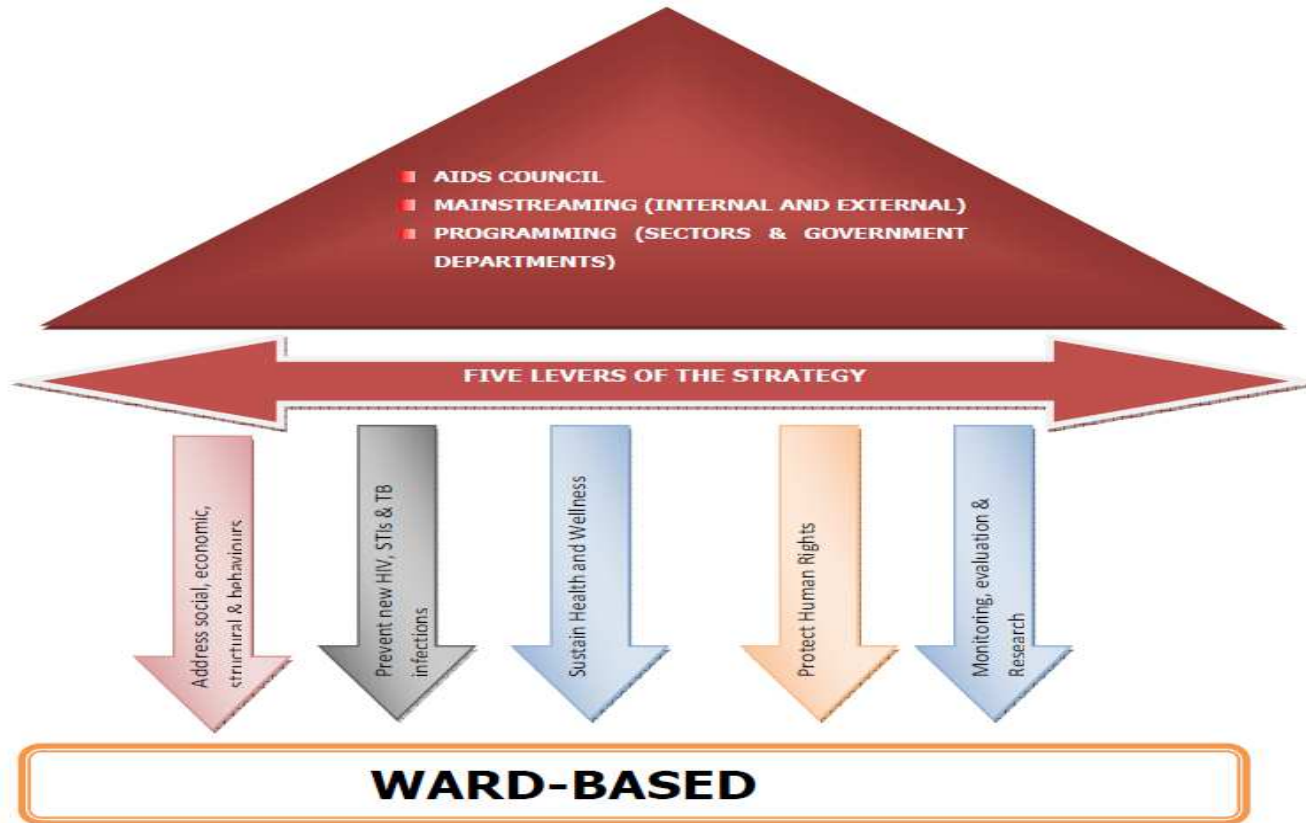 AIDS COUNCIL
MAINSTREAMING (INTERNAL AND EXTERNAL)
PROGRAMMING (SECTORS & GOVERNMENT
DEPARTMENTS)
FIVE LEVERS OF THE STRATEGY
Address social, economic,
structural & behaviours
Prevent new HIV, STIs & TB
infections
Sustain Health and Wellness
Protect Human Rights
Monitoring, evaluation &
Research
WARD-BASED